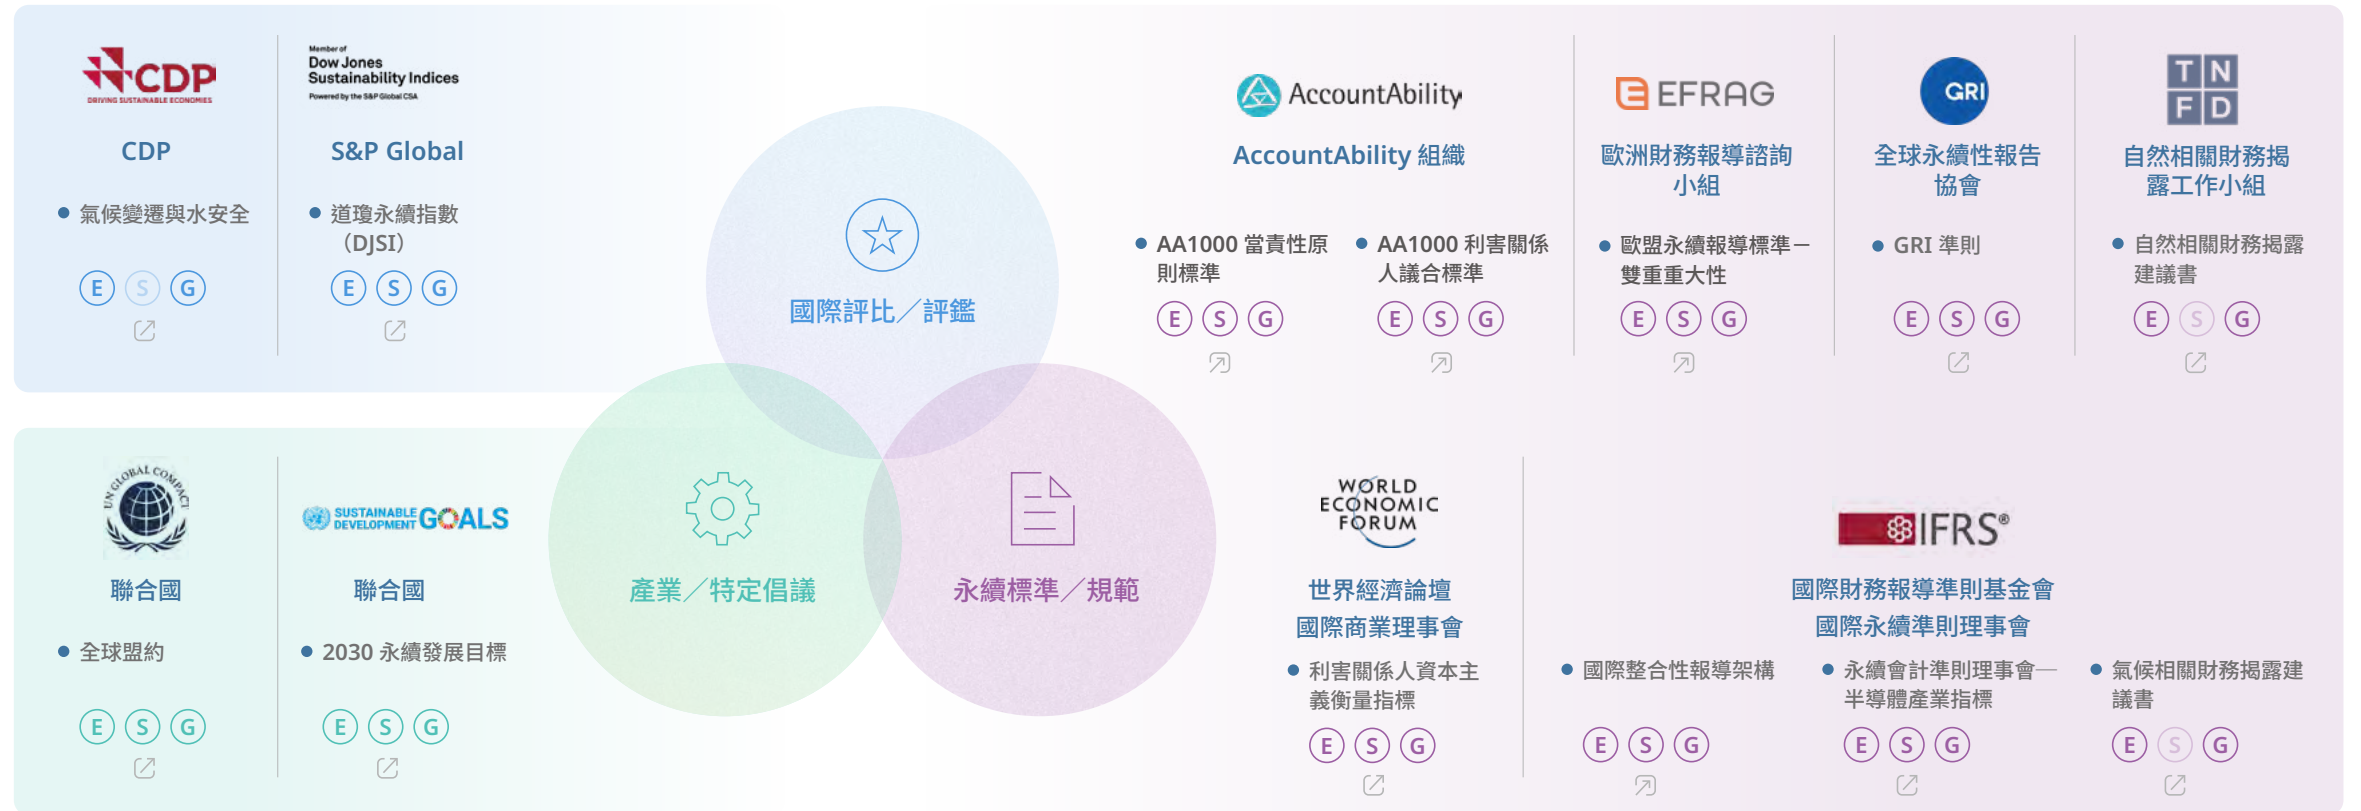 CDP
DRIVING SUSTAINABLE ECONOMIES
CDP
氣候變遷與水安全
E S G
Member of
Dow Jones
Sustainability Indices
Powered by the S&P Global CSA
S&P Global
道瓊永續指數
（DJSI）
E S G
國際評比／評鑑
AccountAbility
AccountAbility 組織
AA1000 當責性原
則標準
E S G
AA1000 利害關係
人議合標準
E S G
EFRAG
歐洲財務報導諮詢
小組
歐盟永續報導標準－
雙重重大性
E S G
GRI
全球永續性報告
協會
GRI 準則
E S G
TN
FD
自然相關財務揭
露工作小組
自然相關財務揭露
建議書
E S G
UN GLOBAL COMPACT
聯合國
全球盟約
E S G
SUSTAINABLE
DEVELOPMENT GOALS
聯合國
2030 永續發展目標
E S G
產業／特定倡議
永續標準／規範
WORLD
ECONOMIC
FORUM
世界經濟論壇
國際商業理事會
利害關係人資本主
義衡量指標
E S G
IFRS®
國際財務報導準則基金會
國際永續準則理事會
國際整合性報導架構
E S G
永續會計準則理事會─
半導體產業指標
E S G
氣候相關財務揭露建
議書
E S G